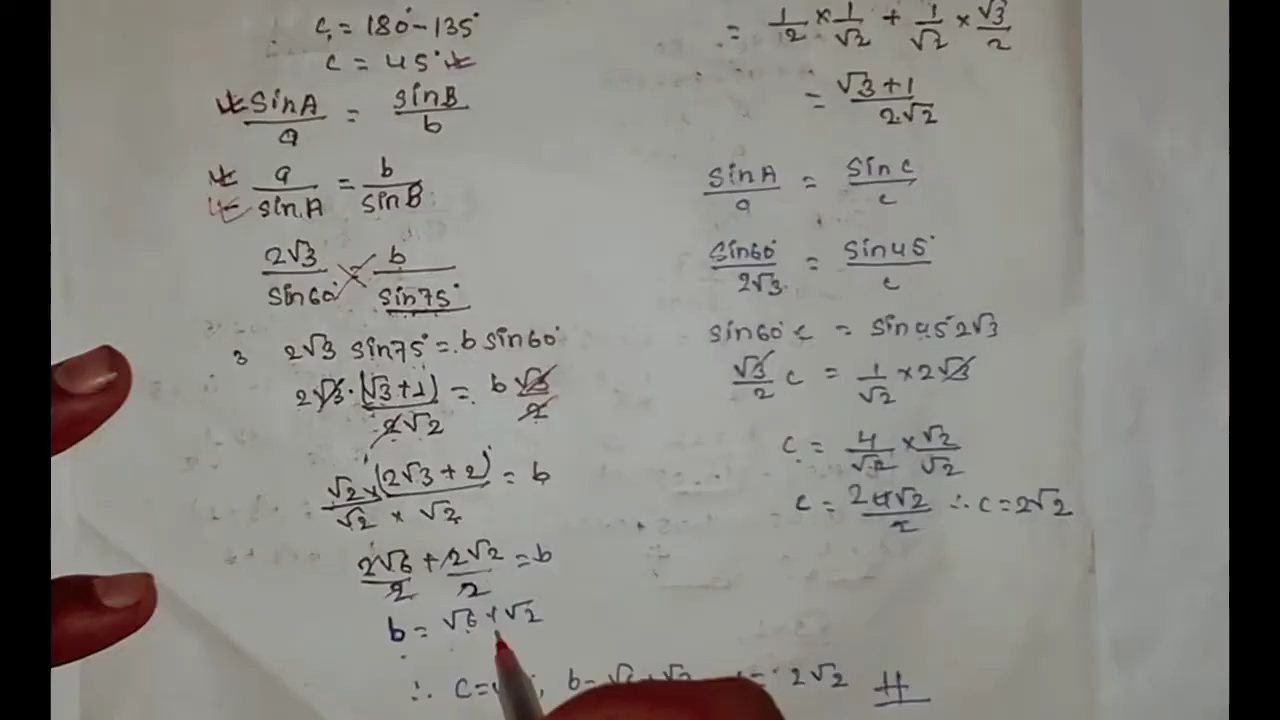 ∴ C = 180° - 135°
C = 45°
sinA/a = sinB/b
a/sinA = b/sinB
2√3/sin60° = b/sin75°
3 2√3 sin75° = b sin60°
2√3 · (√3+1)/2√2 = b √3/2
√2 × (2√3+2)/√2 × √2 = b
2√6/2 + 2√2/2 = b
b = √6 + √2
= 1/2 × 1/√2 + 1/√2 × √3/2
= √3+1/2√2
sinA/a = sinC/c
sin60°/2√3 = sin45°/c
sin60° c = sin45° 2√3
√3/2 c = 1/√2 × 2√3
c = 4/√2 × √2/√2
c = 4√2/2 ∴ c = 2√2
∴ C= , b= = 2√2